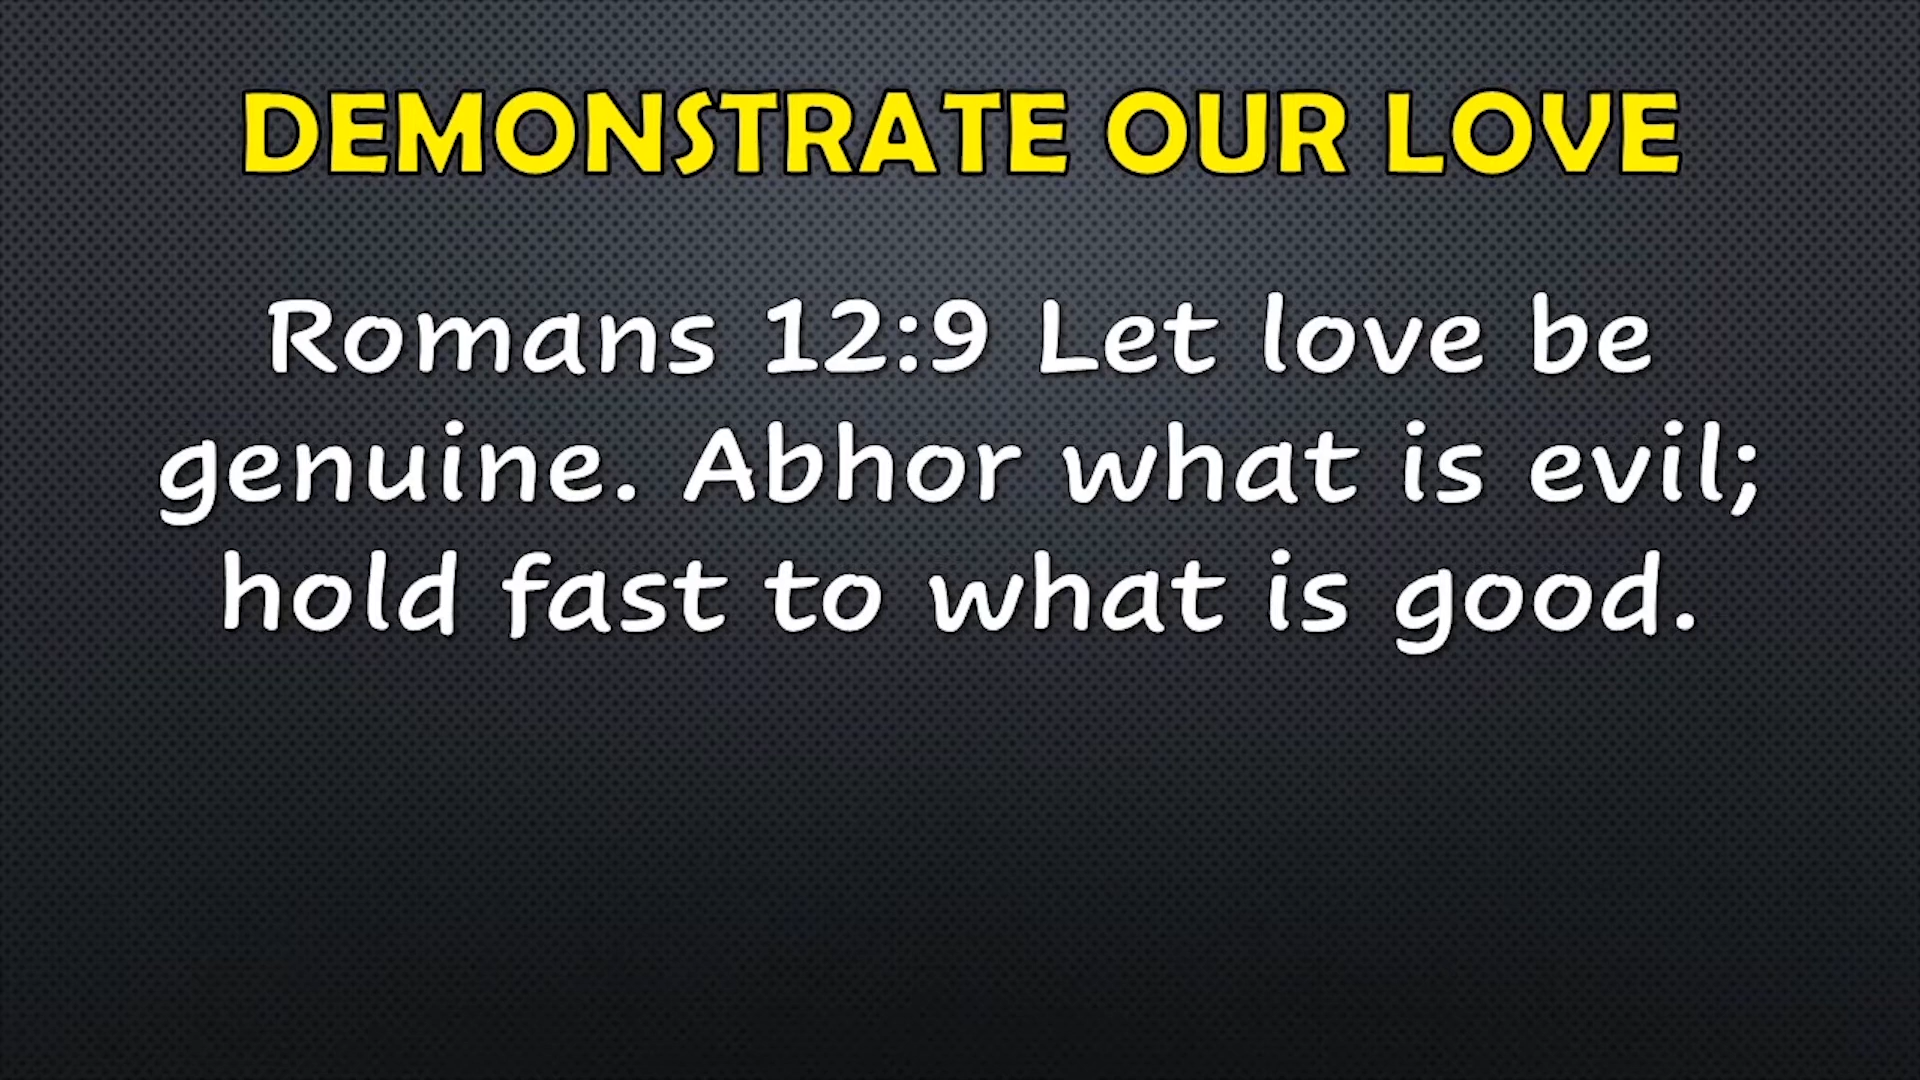 DEMONSTRATE OUR LOVE
Romans 12:9 Let love be
genuine. Abhor what is evil;
hold fast to what is good.